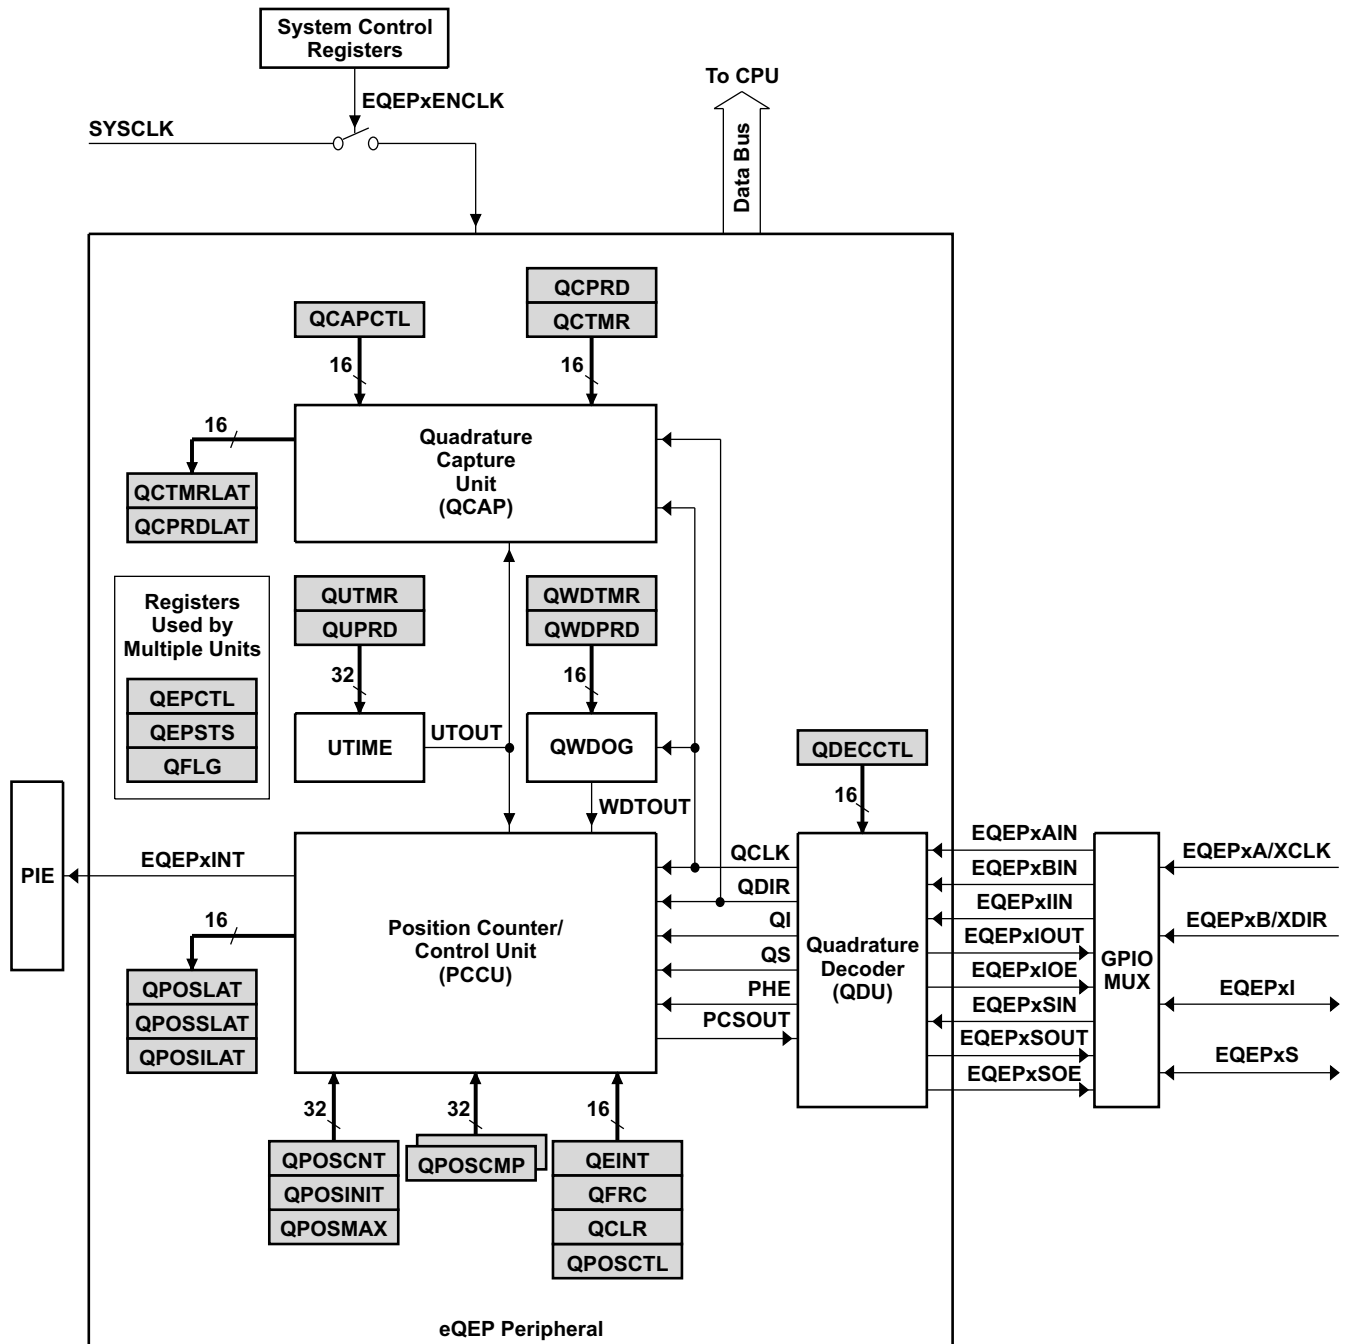 System Control
Registers
To CPU
EQEPxENCLK
SYSCLK
Data Bus
QCPRD
QCAPCTL
QCTMR
16
16
16
Quadrature
Capture
Unit
(QCAP)
QCTMRLAT
QCPRDLAT
Registers
Used by
Multiple Units
QEPCTL
QEPSTS
QFLG
QUTMR
QUPRD
32
UTIME
UTOUT
QWDTMR
QWDPRD
16
QWDOG
WDTOUT
QDECCTL
16
PIE
EQEPxINT
16
Position Counter/
Control Unit
(PCCU)
QCLK
QDIR
QI
QS
PHE
PCSOUT
Quadrature
Decoder
(QDU)
EQEPxAIN
EQEPxBIN
EQEPxIIN
EQEPxIOUT
EQEPxIOE
EQEPxSIN
EQEPxSOUT
EQEPxSOE
GPIO
MUX
EQEPxA/XCLK
EQEPxB/XDIR
EQEPxI
EQEPxS
QPOSLAT
QPOSSLAT
QPOSILAT
32
32
16
QPOSCNT
QPOSINIT
QPOSMAX
QPOSCMP
QEINT
QFRC
QCLR
QPOSCTL
eQEP Peripheral